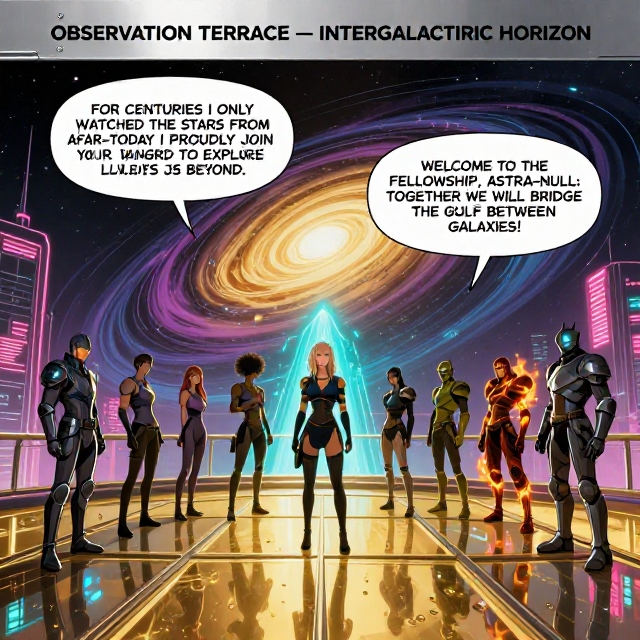 OBSERVATION TERRACE — INTERGALACTIRIC HORIZON
FOR CENTURIES I ONLY
WATCHED THE STARS FROM
AFAR–TODAY I PROUDLY JOIN
YOUR TO EXPLORE
BEYOND.
WELCOME TO THE
FELLOWSHIP, ASTRA–NULL:
TOGETHER WE WILL BRIDGE
THE GULF BETWEEN
GALAXIES!